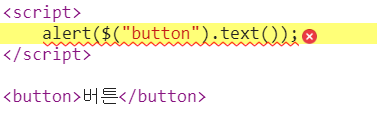 <script>
alert($("button").text());
</script>
<button>버튼</button>